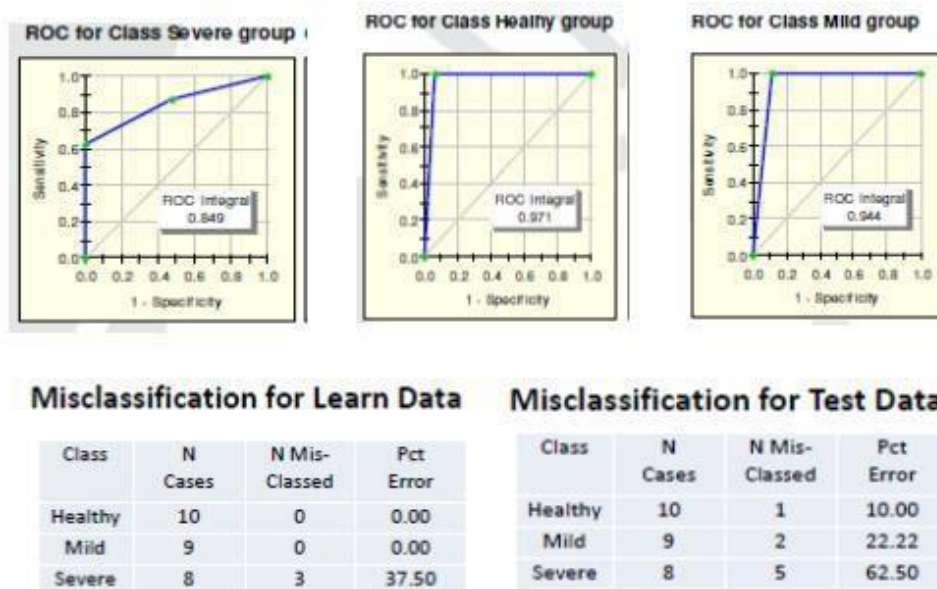 ROC for Class Severe group
ROC for Class Healhy group
ROC for Class Mild group
1.0
0.8
0.6
0.4
0.2
0.0
Sensitivity
ROC Integral
0.849
0.0 0.2 0.4 0.6 0.8 1.0
1 - Specificity
1.0
0.8
0.6
0.4
0.2
0.0
Sensitivity
ROC Integral
0.971
0.0 0.2 0.4 0.6 0.8 1.0
1 - Specificity
1.0
0.8
0.6
0.4
0.2
0.0
Sensitivity
ROC Integral
0.944
0.0 0.2 0.4 0.6 0.8 1.0
1 - Specificity
Misclassification for Learn Data
Class N Cases N Mis-Classed Pct Error
Healthy 10 0 0.00
Mild 9 0 0.00
Severe 8 3 37.50
Misclassification for Test Data
Class N Cases N Mis-Classed Pct Error
Healthy 10 1 10.00
Mild 9 2 22.22
Severe 8 5 62.50